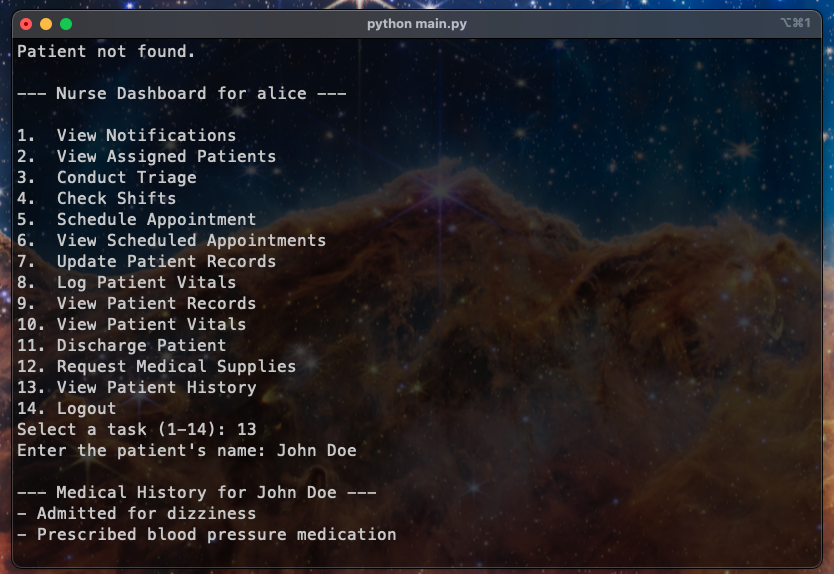 python main.py
⌥⌘1
Patient not found.
--- Nurse Dashboard for alice ---
1.  View Notifications
2.  View Assigned Patients
3.  Conduct Triage
4.  Check Shifts
5.  Schedule Appointment
6.  View Scheduled Appointments
7.  Update Patient Records
8.  Log Patient Vitals
9.  View Patient Records
10. View Patient Vitals
11. Discharge Patient
12. Request Medical Supplies
13. View Patient History
14. Logout
Select a task (1-14): 13
Enter the patient's name: John Doe
--- Medical History for John Doe ---
- Admitted for dizziness
- Prescribed blood pressure medication